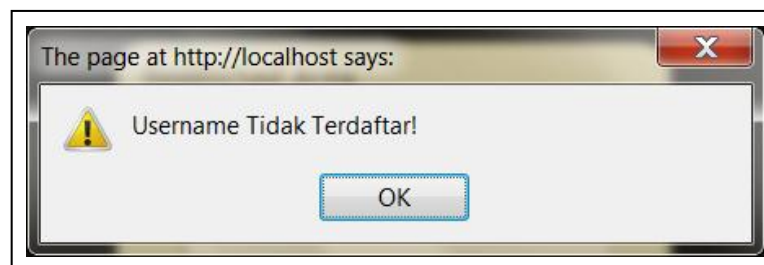 The page at http://localhost says:
Username Tidak Terdaftar!
OK